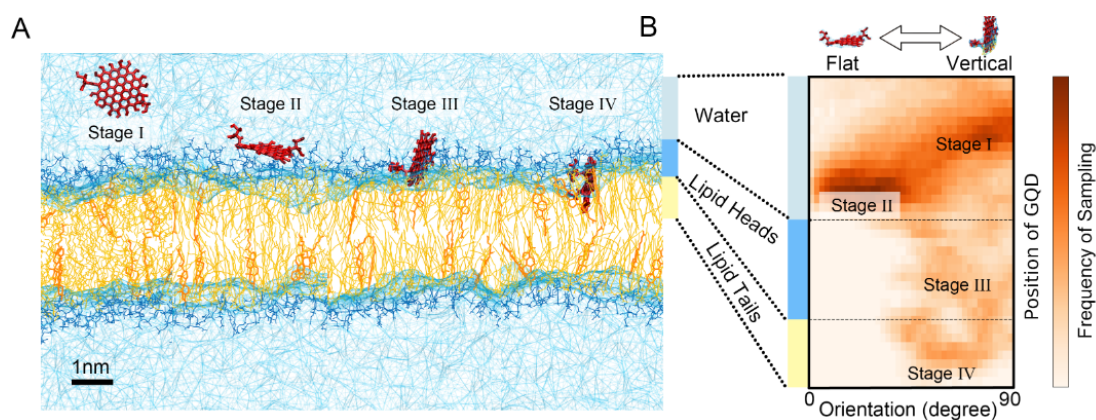 A
Stage I
Stage II
Stage III
Stage IV
1nm
B
Flat
Vertical
Water
Lipid Heads
Lipid Tails
Stage I
Stage II
Stage III
Stage IV
0
90
Orientation (degree)
Position of GQD
Frequency of Sampling